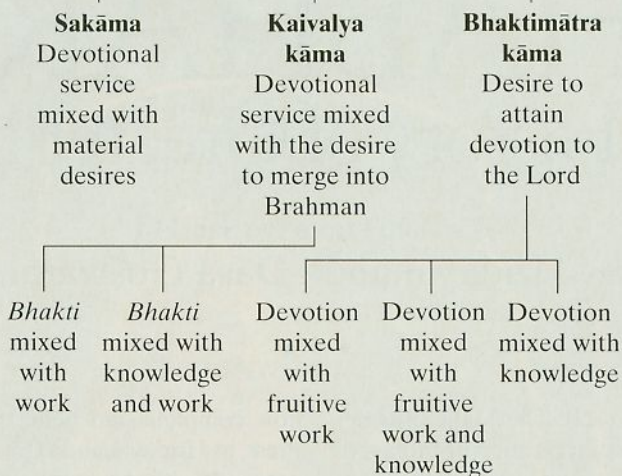 Sakāma
Devotional
service
mixed with
material
desires
Kaivalya
kāma
Devotional
service mixed
with the desire
to merge into
Brahman
Bhaktimātra
kāma
Desire to
attain
devotion to
the Lord
Bhakti
mixed
with
work
Bhakti
mixed with
knowledge
and work
Devotion
mixed
with
fruitive
work
Devotion
mixed
with
fruitive
work and
knowledge
Devotion
mixed with
knowledge